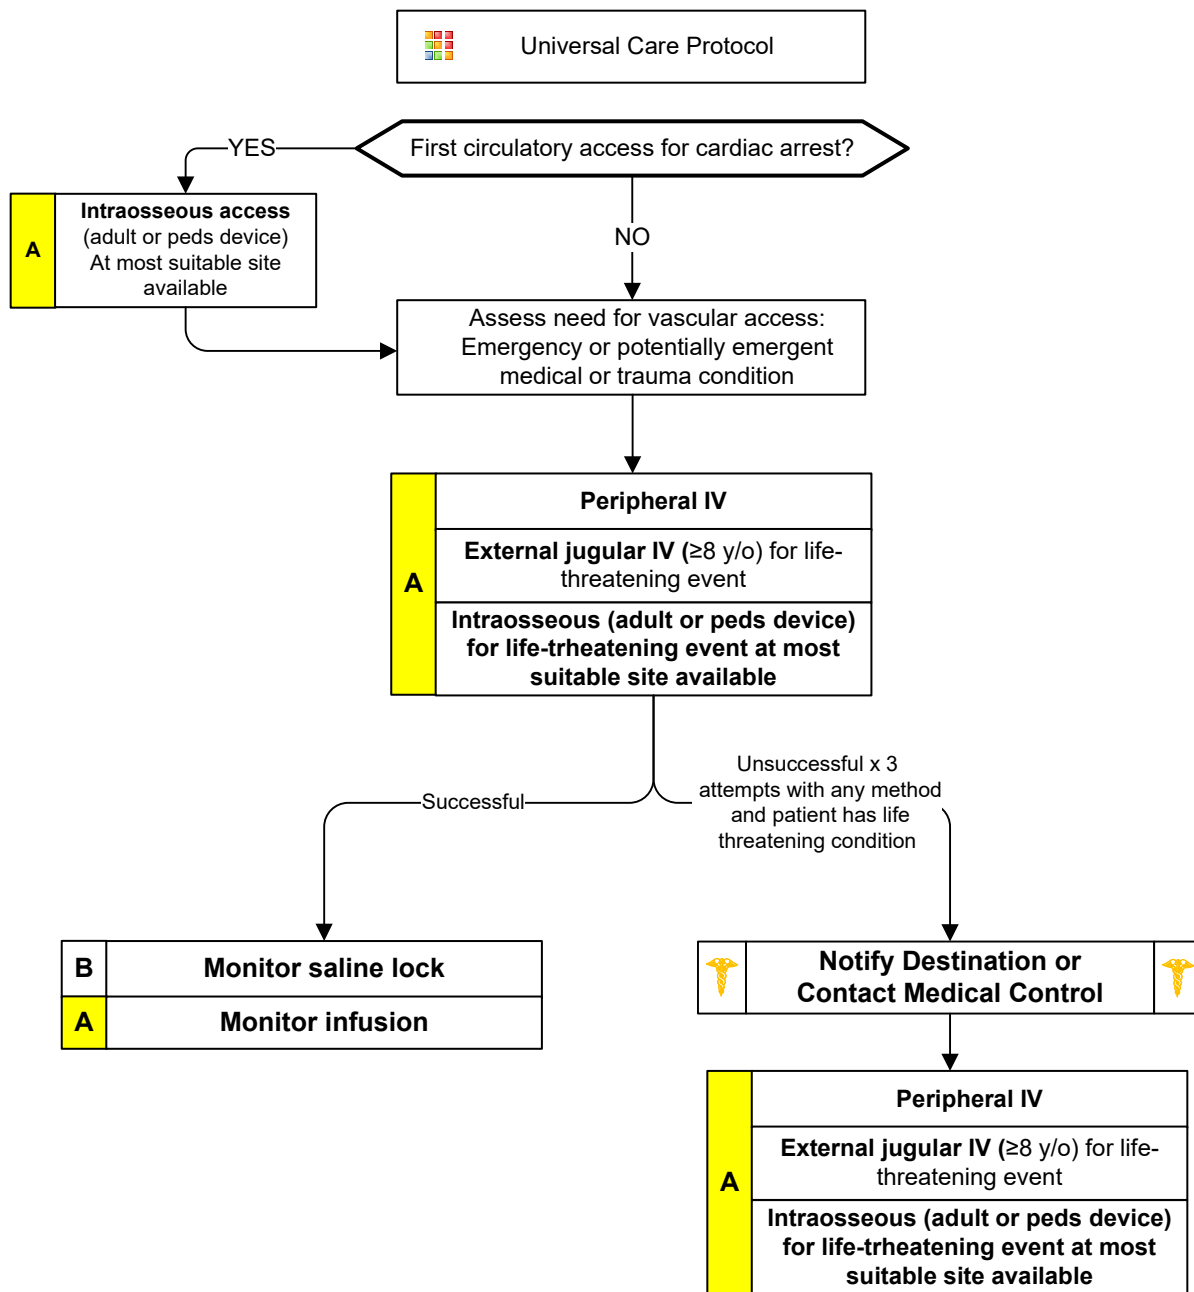 Universal Care Protocol
First circulatory access for cardiac arrest?
YES
NO
A
Intraosseous access
(adult or peds device)
At most suitable site
available
Assess need for vascular access:
Emergency or potentially emergent
medical or trauma condition
A
Peripheral IV
External jugular IV (≥8 y/o) for life-
threatening event
Intraosseous (adult or peds device)
for life-trheatening event at most
suitable site available
Successful
Unsuccessful x 3
attempts with any method
and patient has life
threatening condition
B
Monitor saline lock
A
Monitor infusion
Notify Destination or
Contact Medical Control
A
Peripheral IV
External jugular IV (≥8 y/o) for life-
threatening event
Intraosseous (adult or peds device)
for life-trheatening event at most
suitable site available